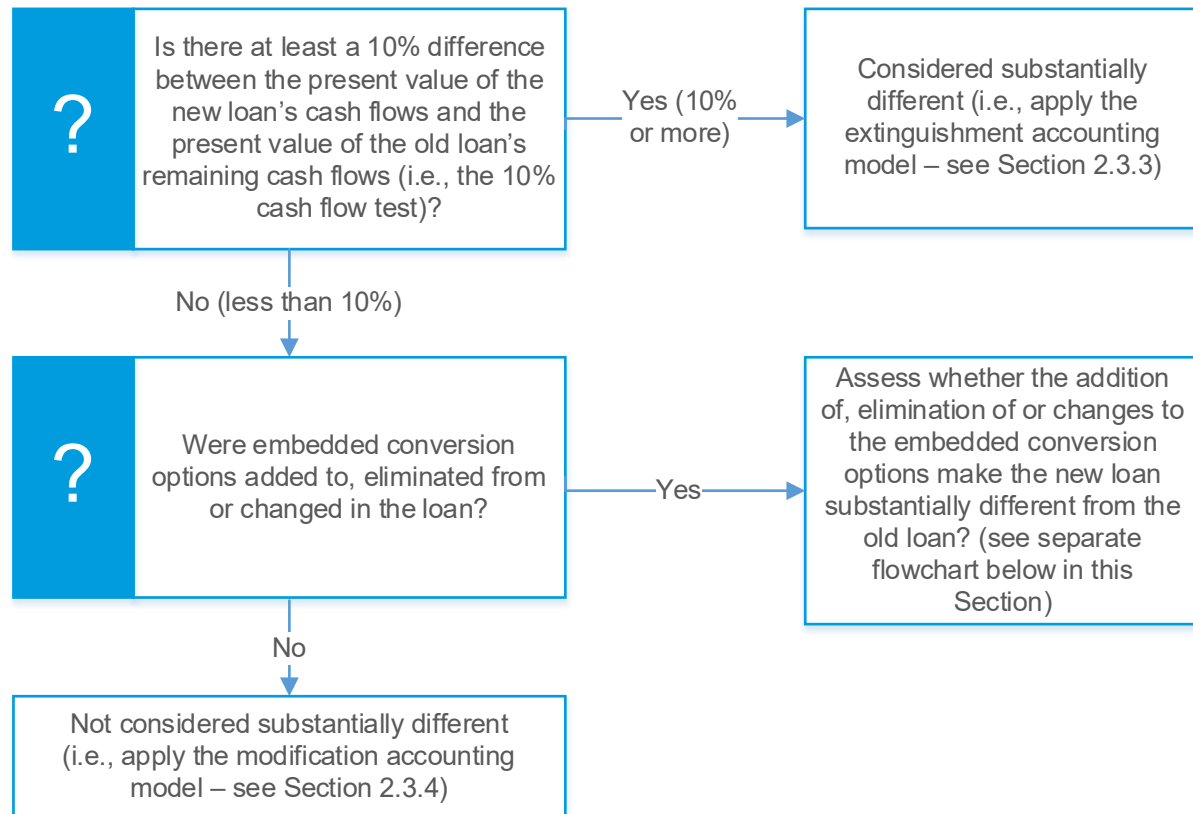 ?
Is there at least a 10% difference
between the present value of the
new loan's cash flows and the
present value of the old loan's
remaining cash flows (i.e., the 10%
cash flow test)?
Yes (10%
or more)
Considered substantially
different (i.e., apply the
extinguishment accounting
model – see Section 2.3.3)
No (less than 10%)
?
Were embedded conversion
options added to, eliminated from
or changed in the loan?
Yes
Assess whether the addition
of, elimination of or changes to
the embedded conversion
options make the new loan
substantially different from the
old loan? (see separate
flowchart below in this
Section)
No
Not considered substantially different
(i.e., apply the modification accounting
model – see Section 2.3.4)